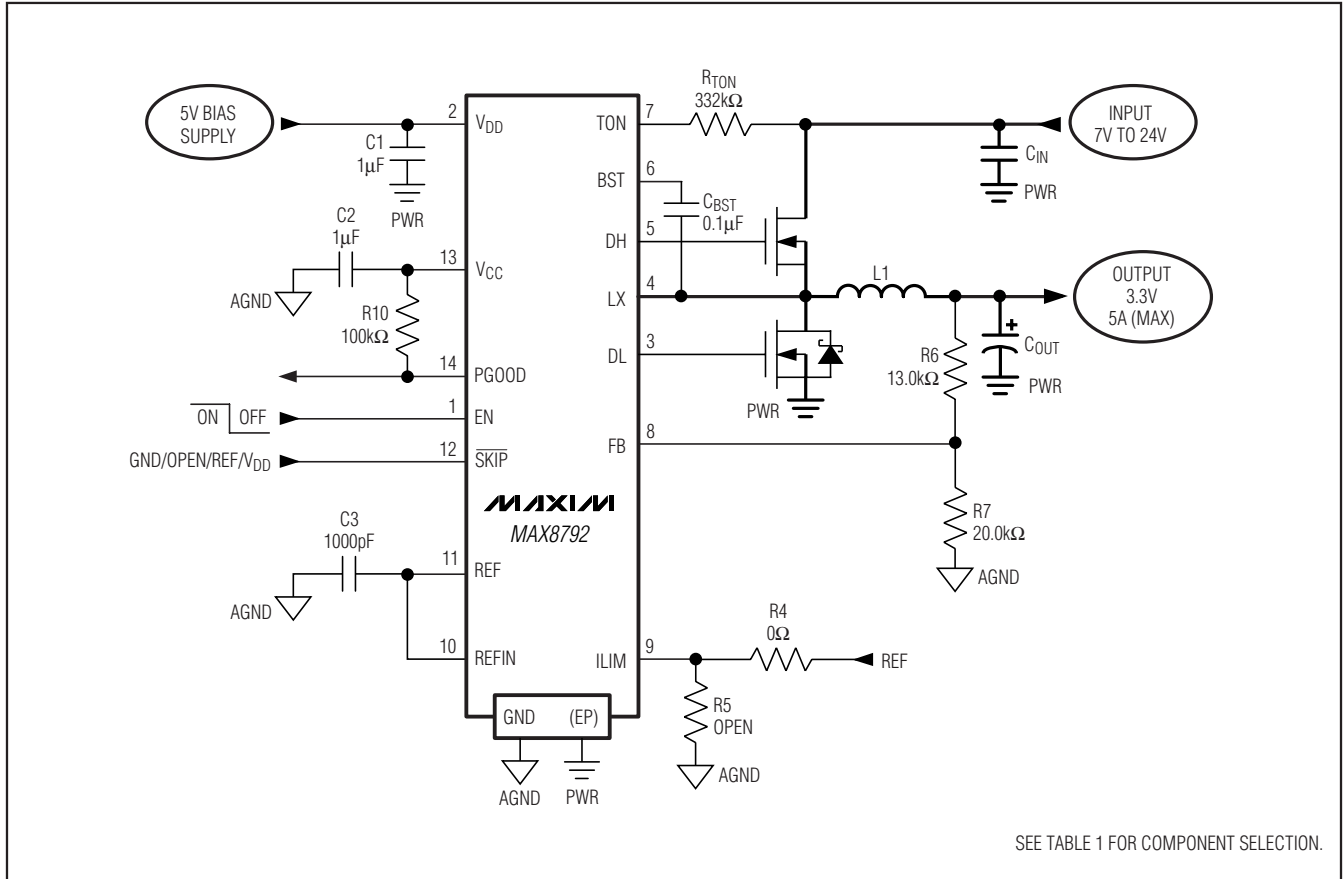 5V BIAS
SUPPLY
C1
1μF
PWR
2
VDD
C2
1μF
AGND
13
VCC
R10
100kΩ
14
PGOOD
ON OFF
1
EN
GND/OPEN/REF/VDD
12
SKIP
MAXIM
MAX8792
C3
1000pF
AGND
11
REF
10
REFIN
GND (EP)
AGND
PWR
TON
7
RTON
332kΩ
INPUT
7V TO 24V
CIN
PWR
BST
6
CBST
0.1μF
DH
5
LX
4
L1
OUTPUT
3.3V
5A (MAX)
DL
3
PWR
COUT
PWR
R6
13.0kΩ
FB
8
R7
20.0kΩ
AGND
ILIM
9
R4
0Ω
REF
R5
OPEN
AGND
SEE TABLE 1 FOR COMPONENT SELECTION.